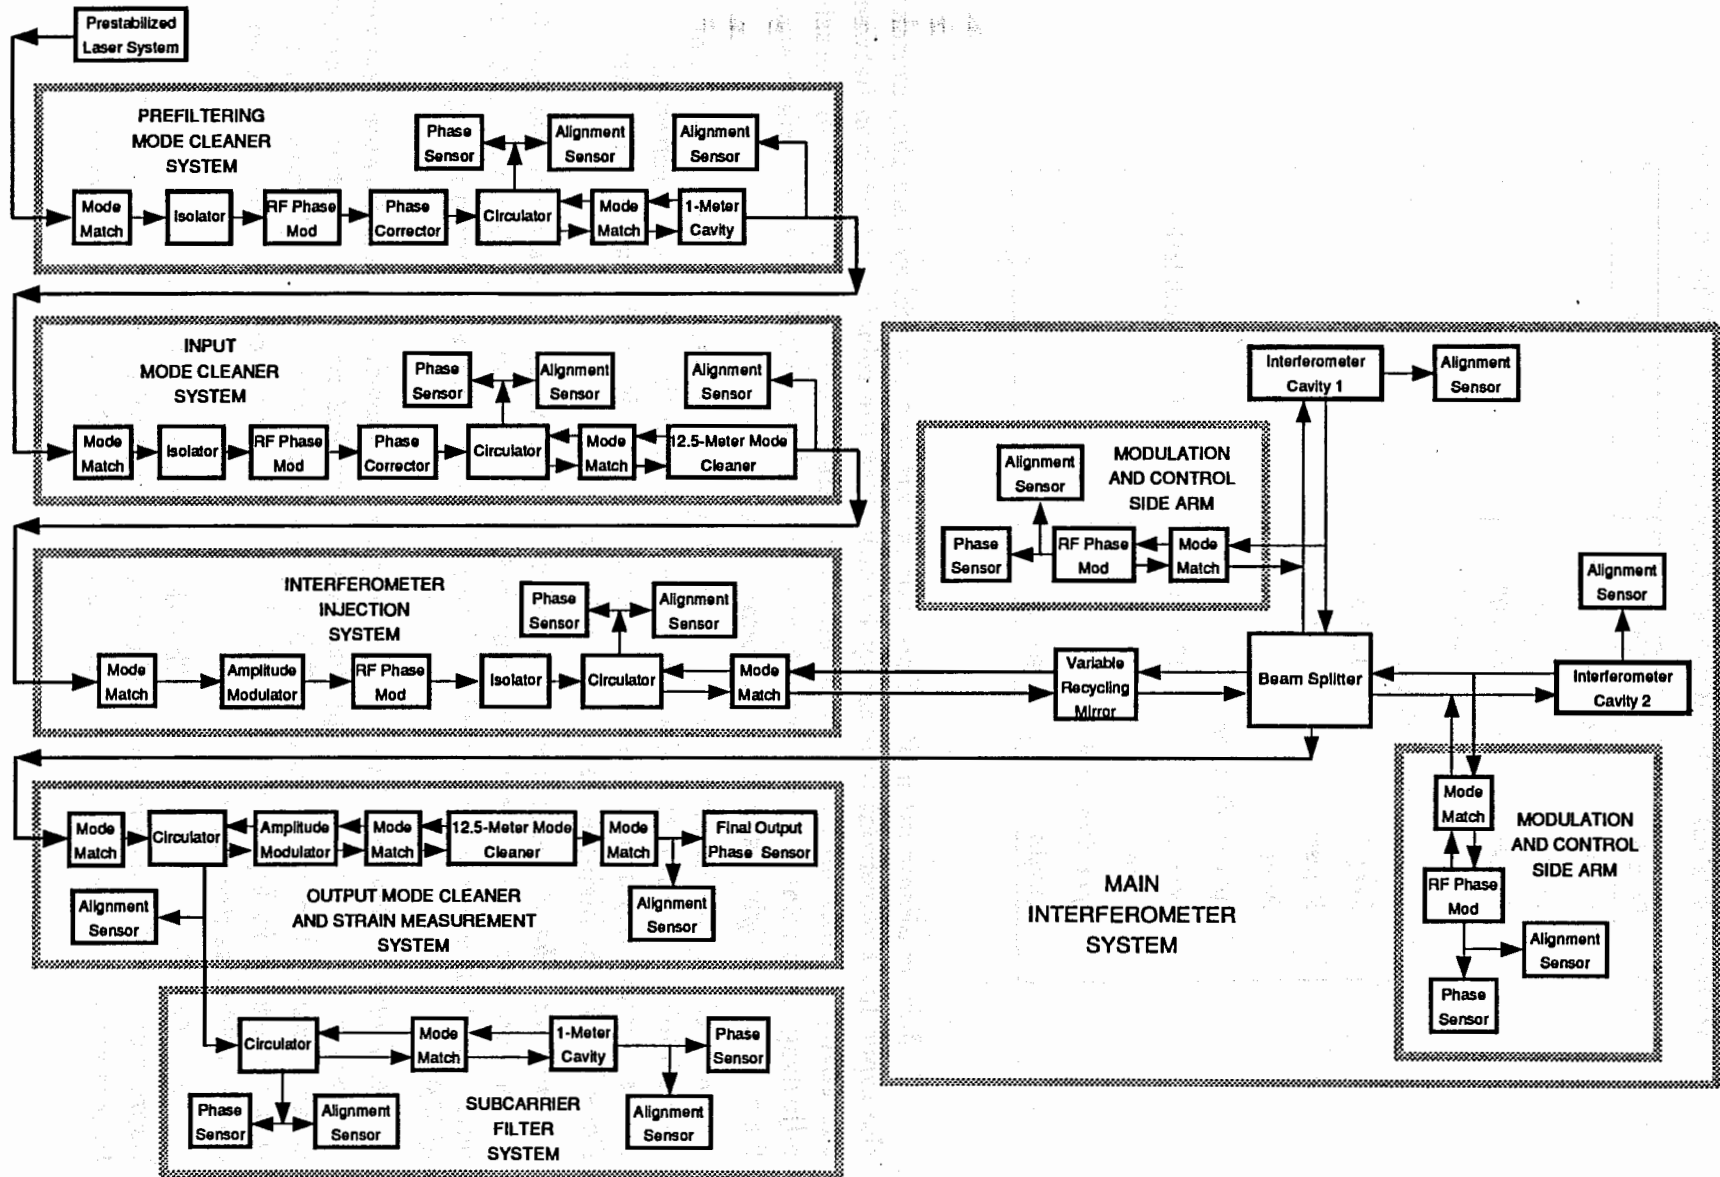 Prestabilized
Laser System
PREFILTERING
MODE CLEANER
SYSTEM
Phase
Sensor
Alignment
Sensor
Alignment
Sensor
Mode
Match
Isolator
RF Phase
Mod
Phase
Corrector
Circulator
Mode
Match
1-Meter
Cavity
INPUT
MODE CLEANER
SYSTEM
Phase
Sensor
Alignment
Sensor
Alignment
Sensor
Mode
Match
Isolator
RF Phase
Mod
Phase
Corrector
Circulator
Mode
Match
12.5-Meter Mode
Cleaner
INTERFEROMETER
INJECTION
SYSTEM
Phase
Sensor
Alignment
Sensor
Mode
Match
Amplitude
Modulator
RF Phase
Mod
Isolator
Circulator
Mode
Match
Mode
Match
Circulator
Amplitude
Modulator
Mode
Match
12.5-Meter Mode
Cleaner
Mode
Match
Final Output
Phase Sensor
Alignment
Sensor
OUTPUT MODE CLEANER
AND STRAIN MEASUREMENT
SYSTEM
Alignment
Sensor
Circulator
Mode
Match
1-Meter
Cavity
Phase
Sensor
Phase
Sensor
Alignment
Sensor
SUBCARRIER
FILTER
SYSTEM
Alignment
Sensor
Interferometer
Cavity 1
Alignment
Sensor
Alignment
Sensor
MODULATION
AND CONTROL
SIDE ARM
Phase
Sensor
RF Phase
Mod
Mode
Match
Alignment
Sensor
Variable
Recycling
Mirror
Beam Splitter
Interferometer
Cavity 2
Mode
Match
MODULATION
AND CONTROL
SIDE ARM
RF Phase
Mod
Alignment
Sensor
Phase
Sensor
MAIN
INTERFEROMETER
SYSTEM